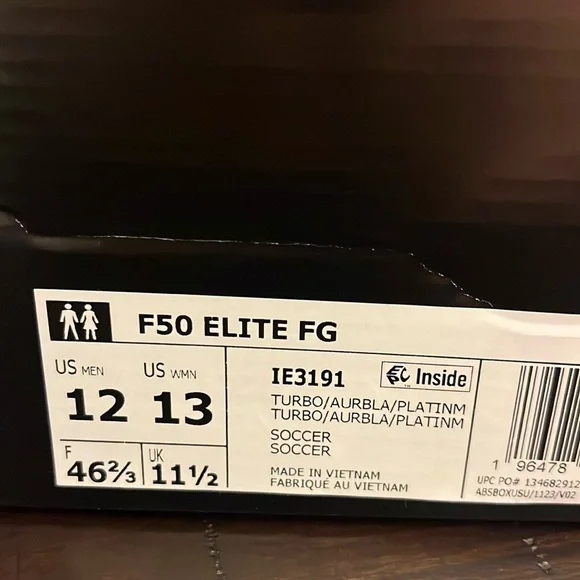 F50 ELITE FG
US MEN US WMN
12 13
F UK
46⅔ 11½
IE3191
Inside
TURBO/AURBLA/PLATINM
TURBO/AURBLA/PLATINM
SOCCER
SOCCER
MADE IN VIETNAM
FABRIQUÉ AU VIETNAM
1 96478
UPC PO# 134682912
ABSBOXUSU/1123/V02